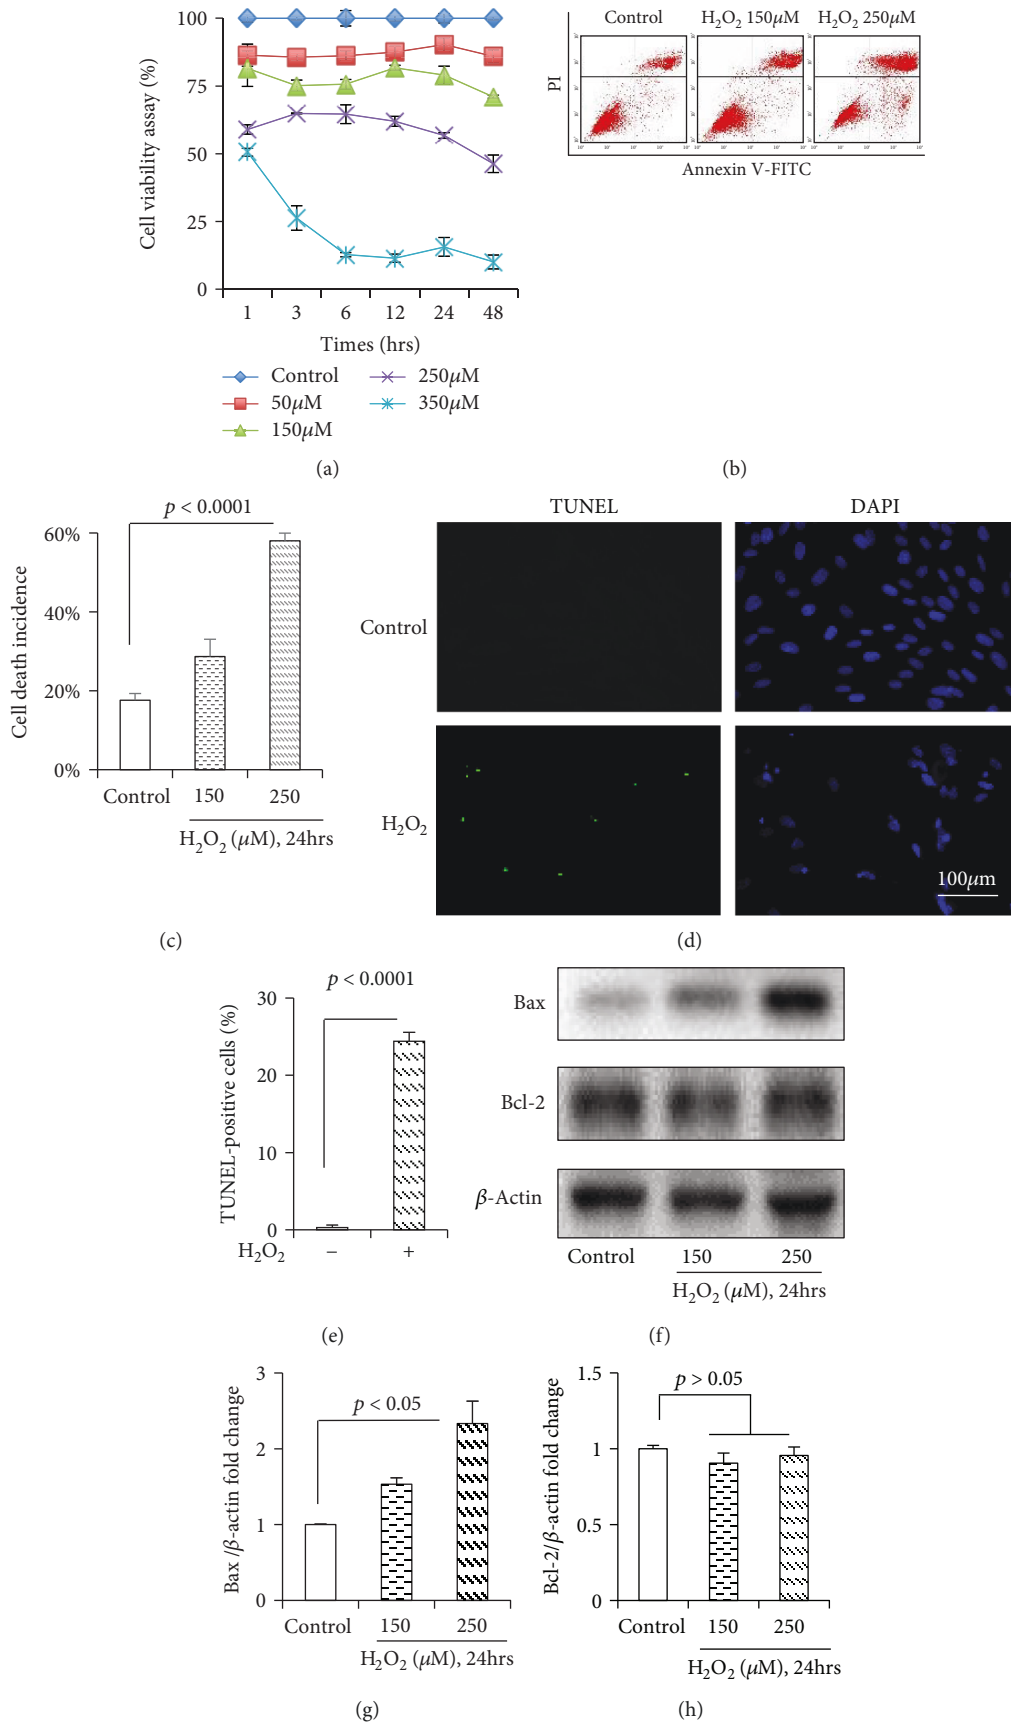 100
75
50
25
0
Cell viability assay (%)
1 3 6 12 24 48
Times (hrs)
Control
50μM
150μM
250μM
350μM
(a)
Control H₂O₂ 150μM H₂O₂ 250μM
PI
Annexin V-FITC
(b)
p < 0.0001
60%
40%
20%
0%
Cell death incidence
Control 150 250
H₂O₂ (μM), 24hrs
(c)
TUNEL DAPI
Control
H₂O₂
100μm
(d)
p < 0.0001
30
20
10
0
TUNEL-positive cells (%)
H₂O₂ − +
(e)
Bax
Bcl-2
β-Actin
Control 150 250
H₂O₂ (μM), 24hrs
(f)
3
2
1
0
p < 0.05
Bax /β-actin fold change
Control 150 250
H₂O₂ (μM), 24hrs
(g)
1.5
1
0.5
0
p > 0.05
Bcl-2/β-actin fold change
Control 150 250
H₂O₂ (μM), 24hrs
(h)